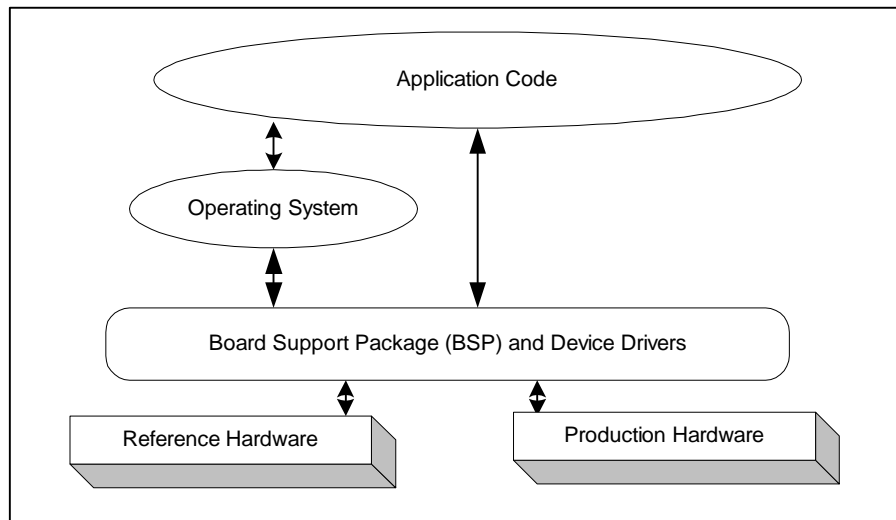 Application Code
Operating System
Board Support Package (BSP) and Device Drivers
Reference Hardware
Production Hardware